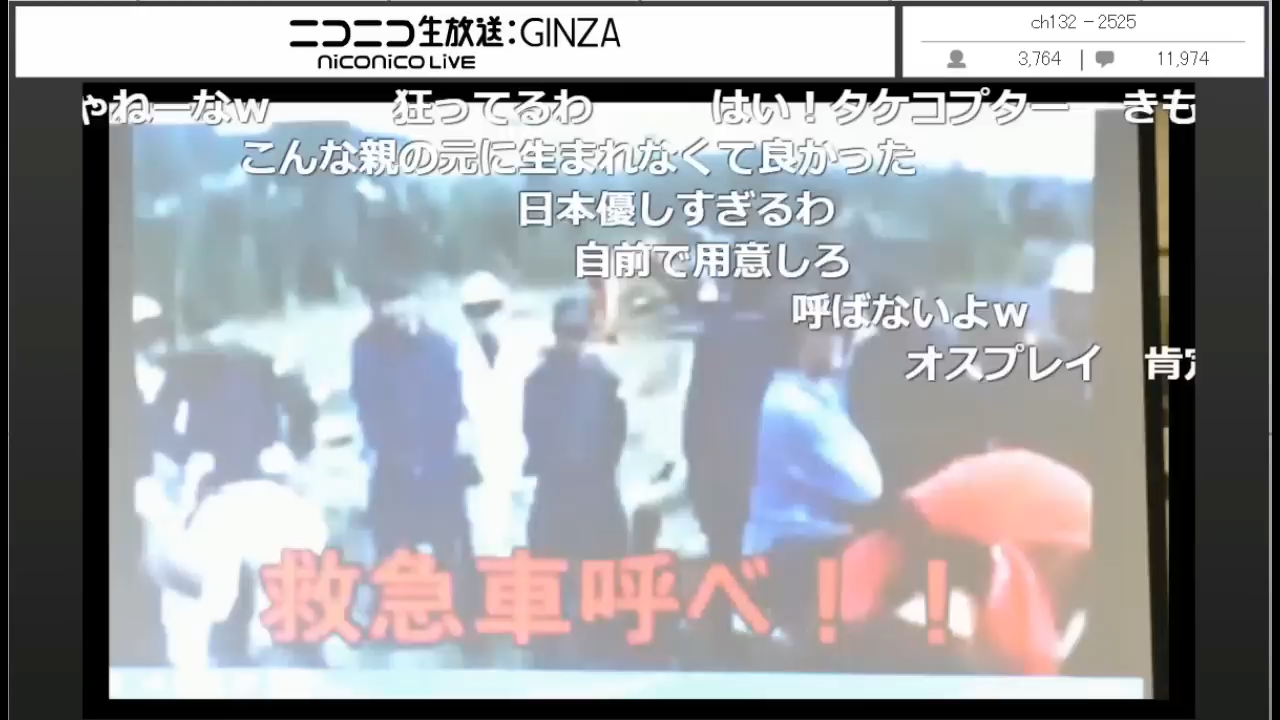 ニコニコ生放送:GINZA
niconico LiVE
ch132 − 2525
3,764 | 11,974
ゃねーなw 狂ってるわ はい！タケコプター きも
こんな親の元に生まれなくて良かった
日本優しすぎるわ
自前で用意しろ
呼ばないよw
オスプレイ 肯定
救急車呼べ！！